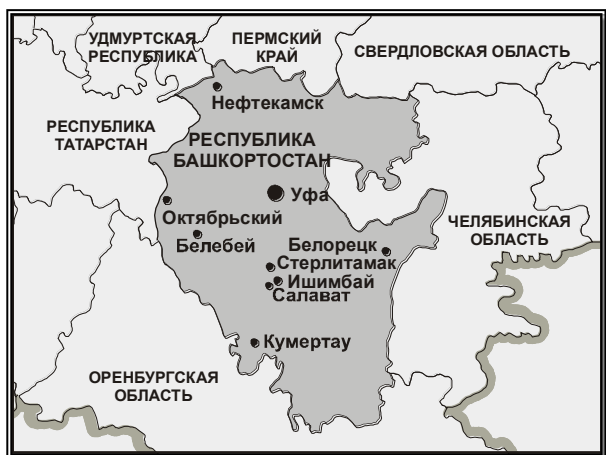 УДМУРТСКАЯ
РЕСПУБЛИКА
ПЕРМСКИЙ
КРАЙ
СВЕРДЛОВСКАЯ ОБЛАСТЬ
Нефтекамск
РЕСПУБЛИКА
ТАТАРСТАН
РЕСПУБЛИКА
БАШКОРТОСТАН
Уфа
Октябрьский
Белебей
Белорецк
ЧЕЛЯБИНСКАЯ
ОБЛАСТЬ
Стерлитамак
Ишимбай
Салават
Кумертау
ОРЕНБУРГСКАЯ
ОБЛАСТЬ